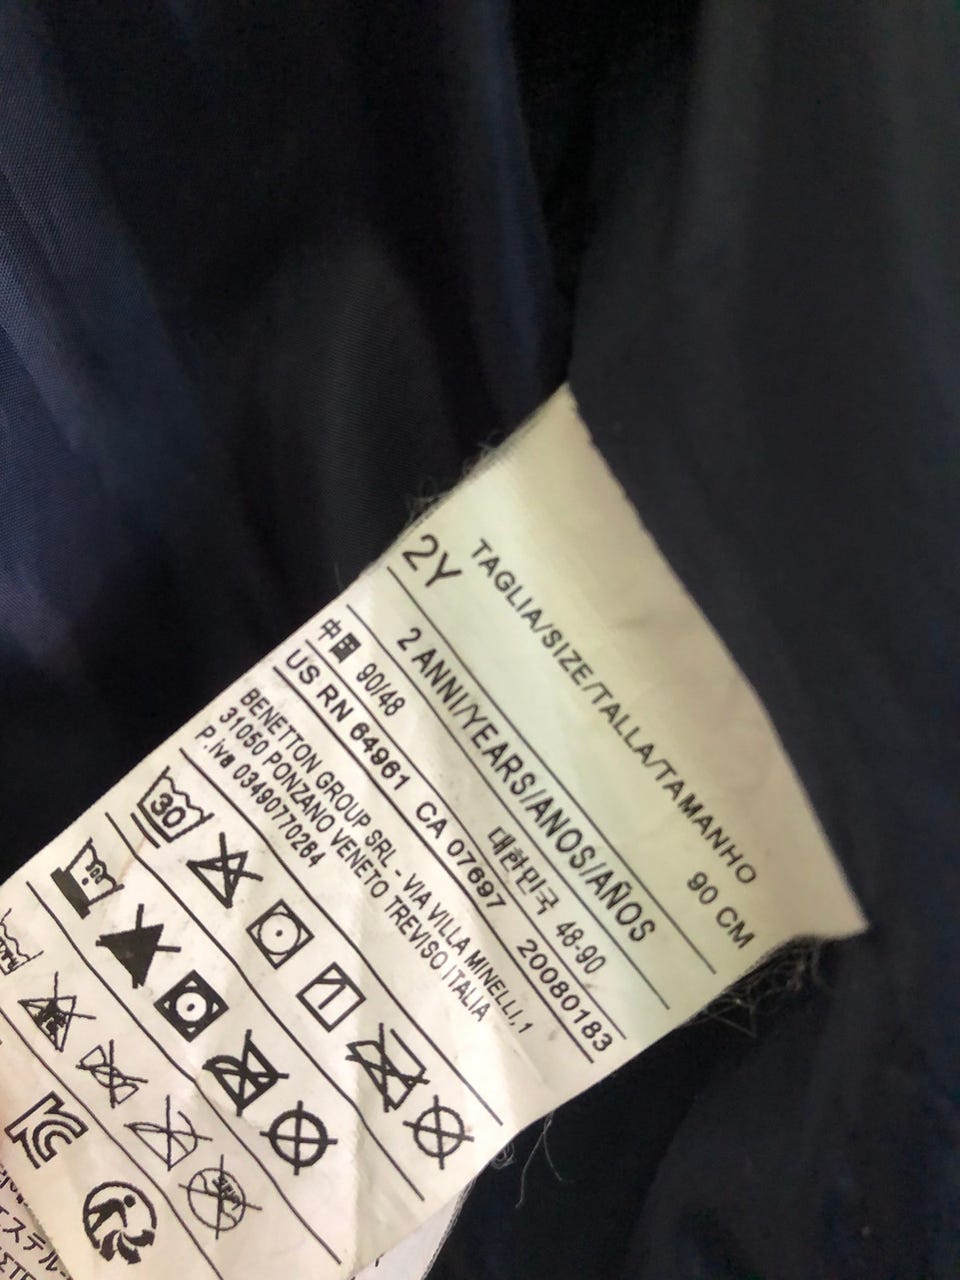 TAGLIA/SIZE/TALLA/TAMANHO
2Y 90 CM
2 ANNI/YEARS/ANOS/AÑOS
中国 90/48 대한민국 48-90
US RN 64961 CA 07697 20080183
BENETTON GROUP SRL - VIA VILLA MINELLI,1
31050 PONZANO VENETO TREVISO ITALIA
P.iva 03490770264
30